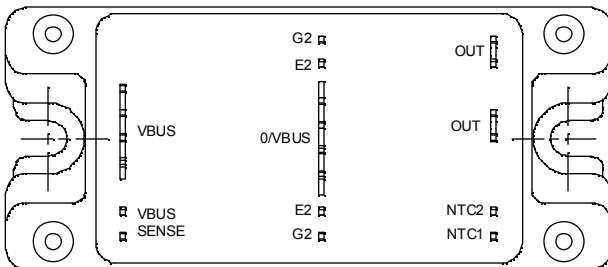 G2
OUT
E2
VBUS
0/VBUS
OUT
VBUS
SENSE
E2
NTC2
G2
NTC1